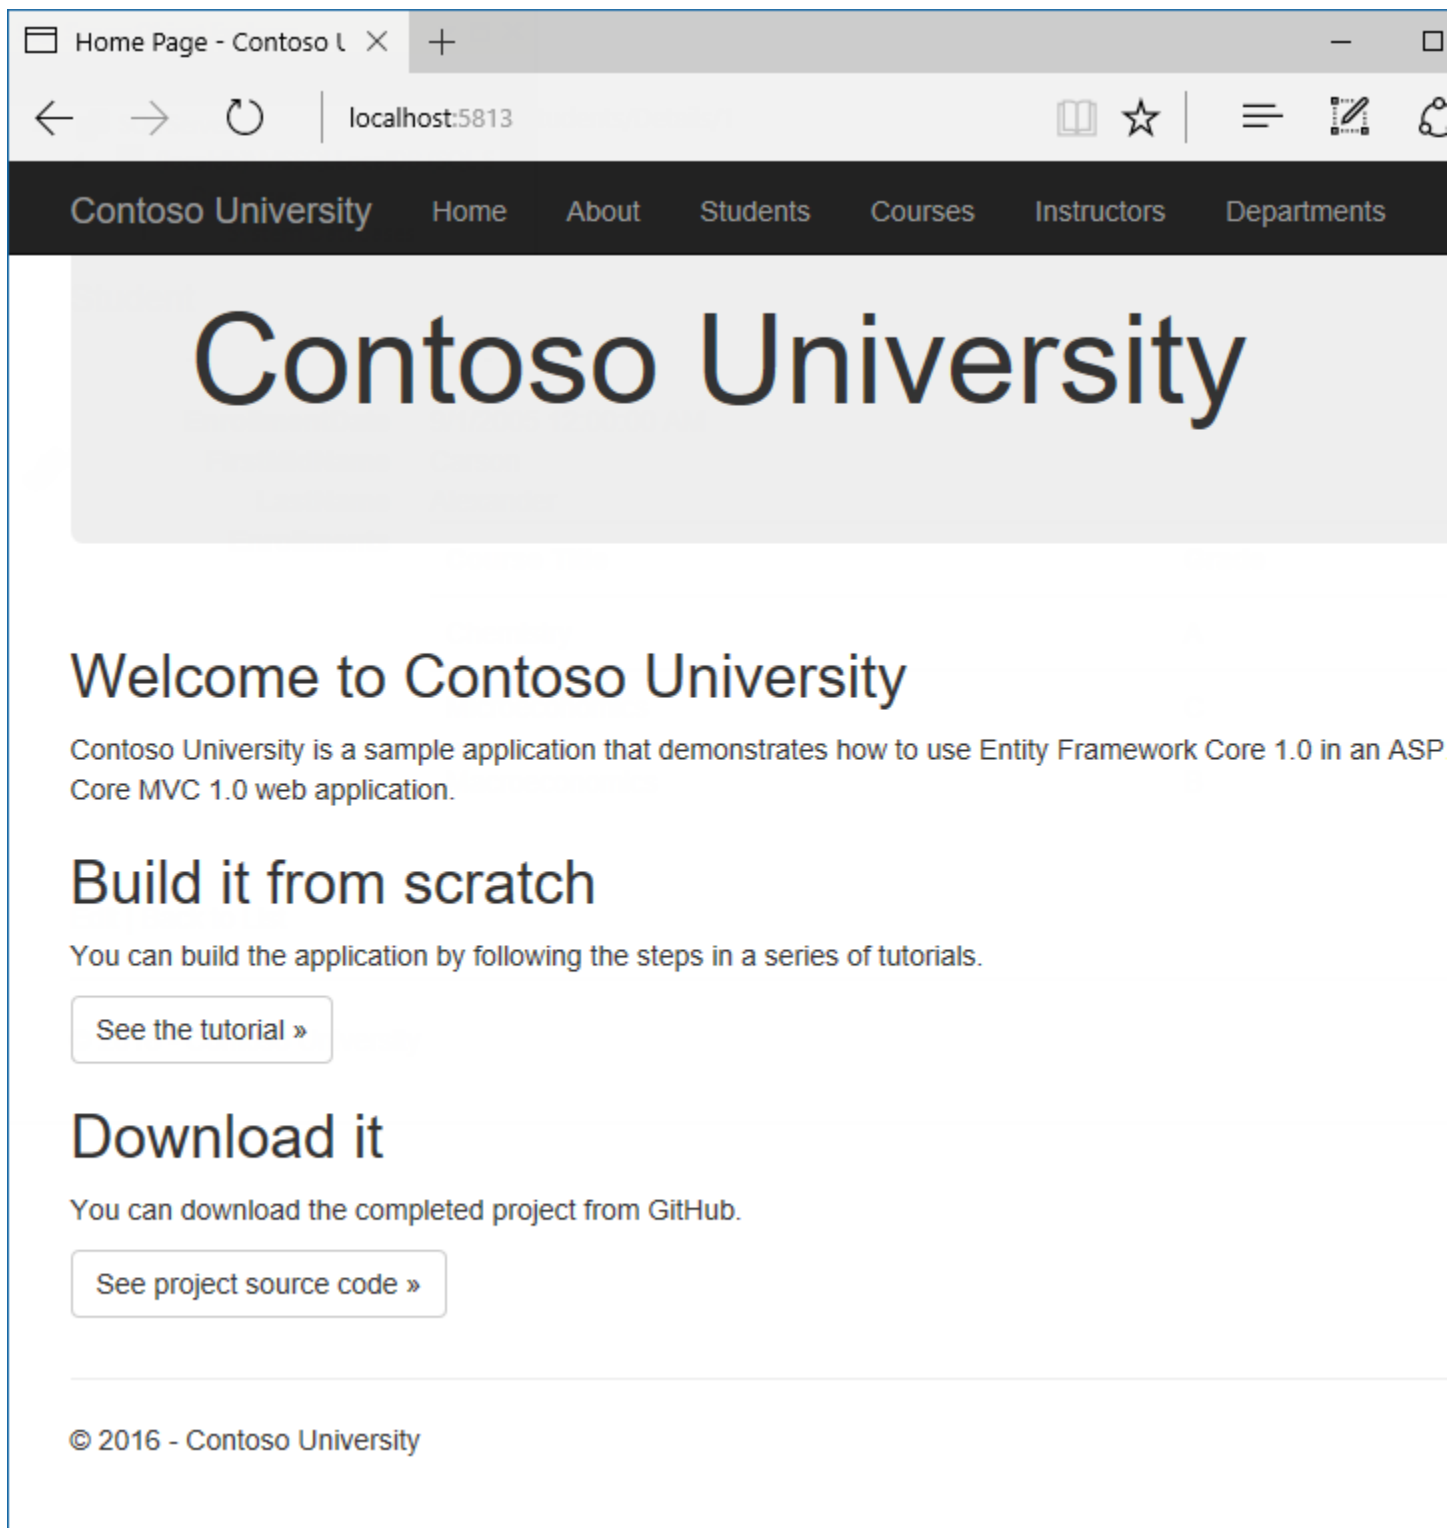 Home Page - Contoso U
localhost:5813
Contoso University Home About Students Courses Instructors Departments
Contoso University
Welcome to Contoso University
Contoso University is a sample application that demonstrates how to use Entity Framework Core 1.0 in an ASP
Core MVC 1.0 web application.
Build it from scratch
You can build the application by following the steps in a series of tutorials.
See the tutorial »
Download it
You can download the completed project from GitHub.
See project source code »
© 2016 - Contoso University